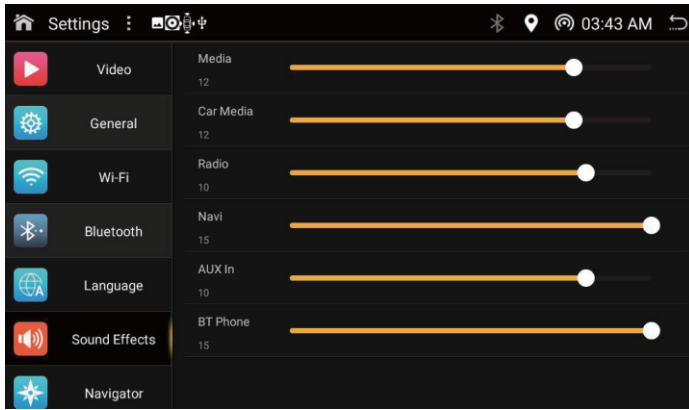 Settings
03:43 AM
Video
General
Wi-Fi
Bluetooth
Language
Sound Effects
Navigator
Media
12
Car Media
12
Radio
10
Navi
15
AUX In
10
BT Phone
15